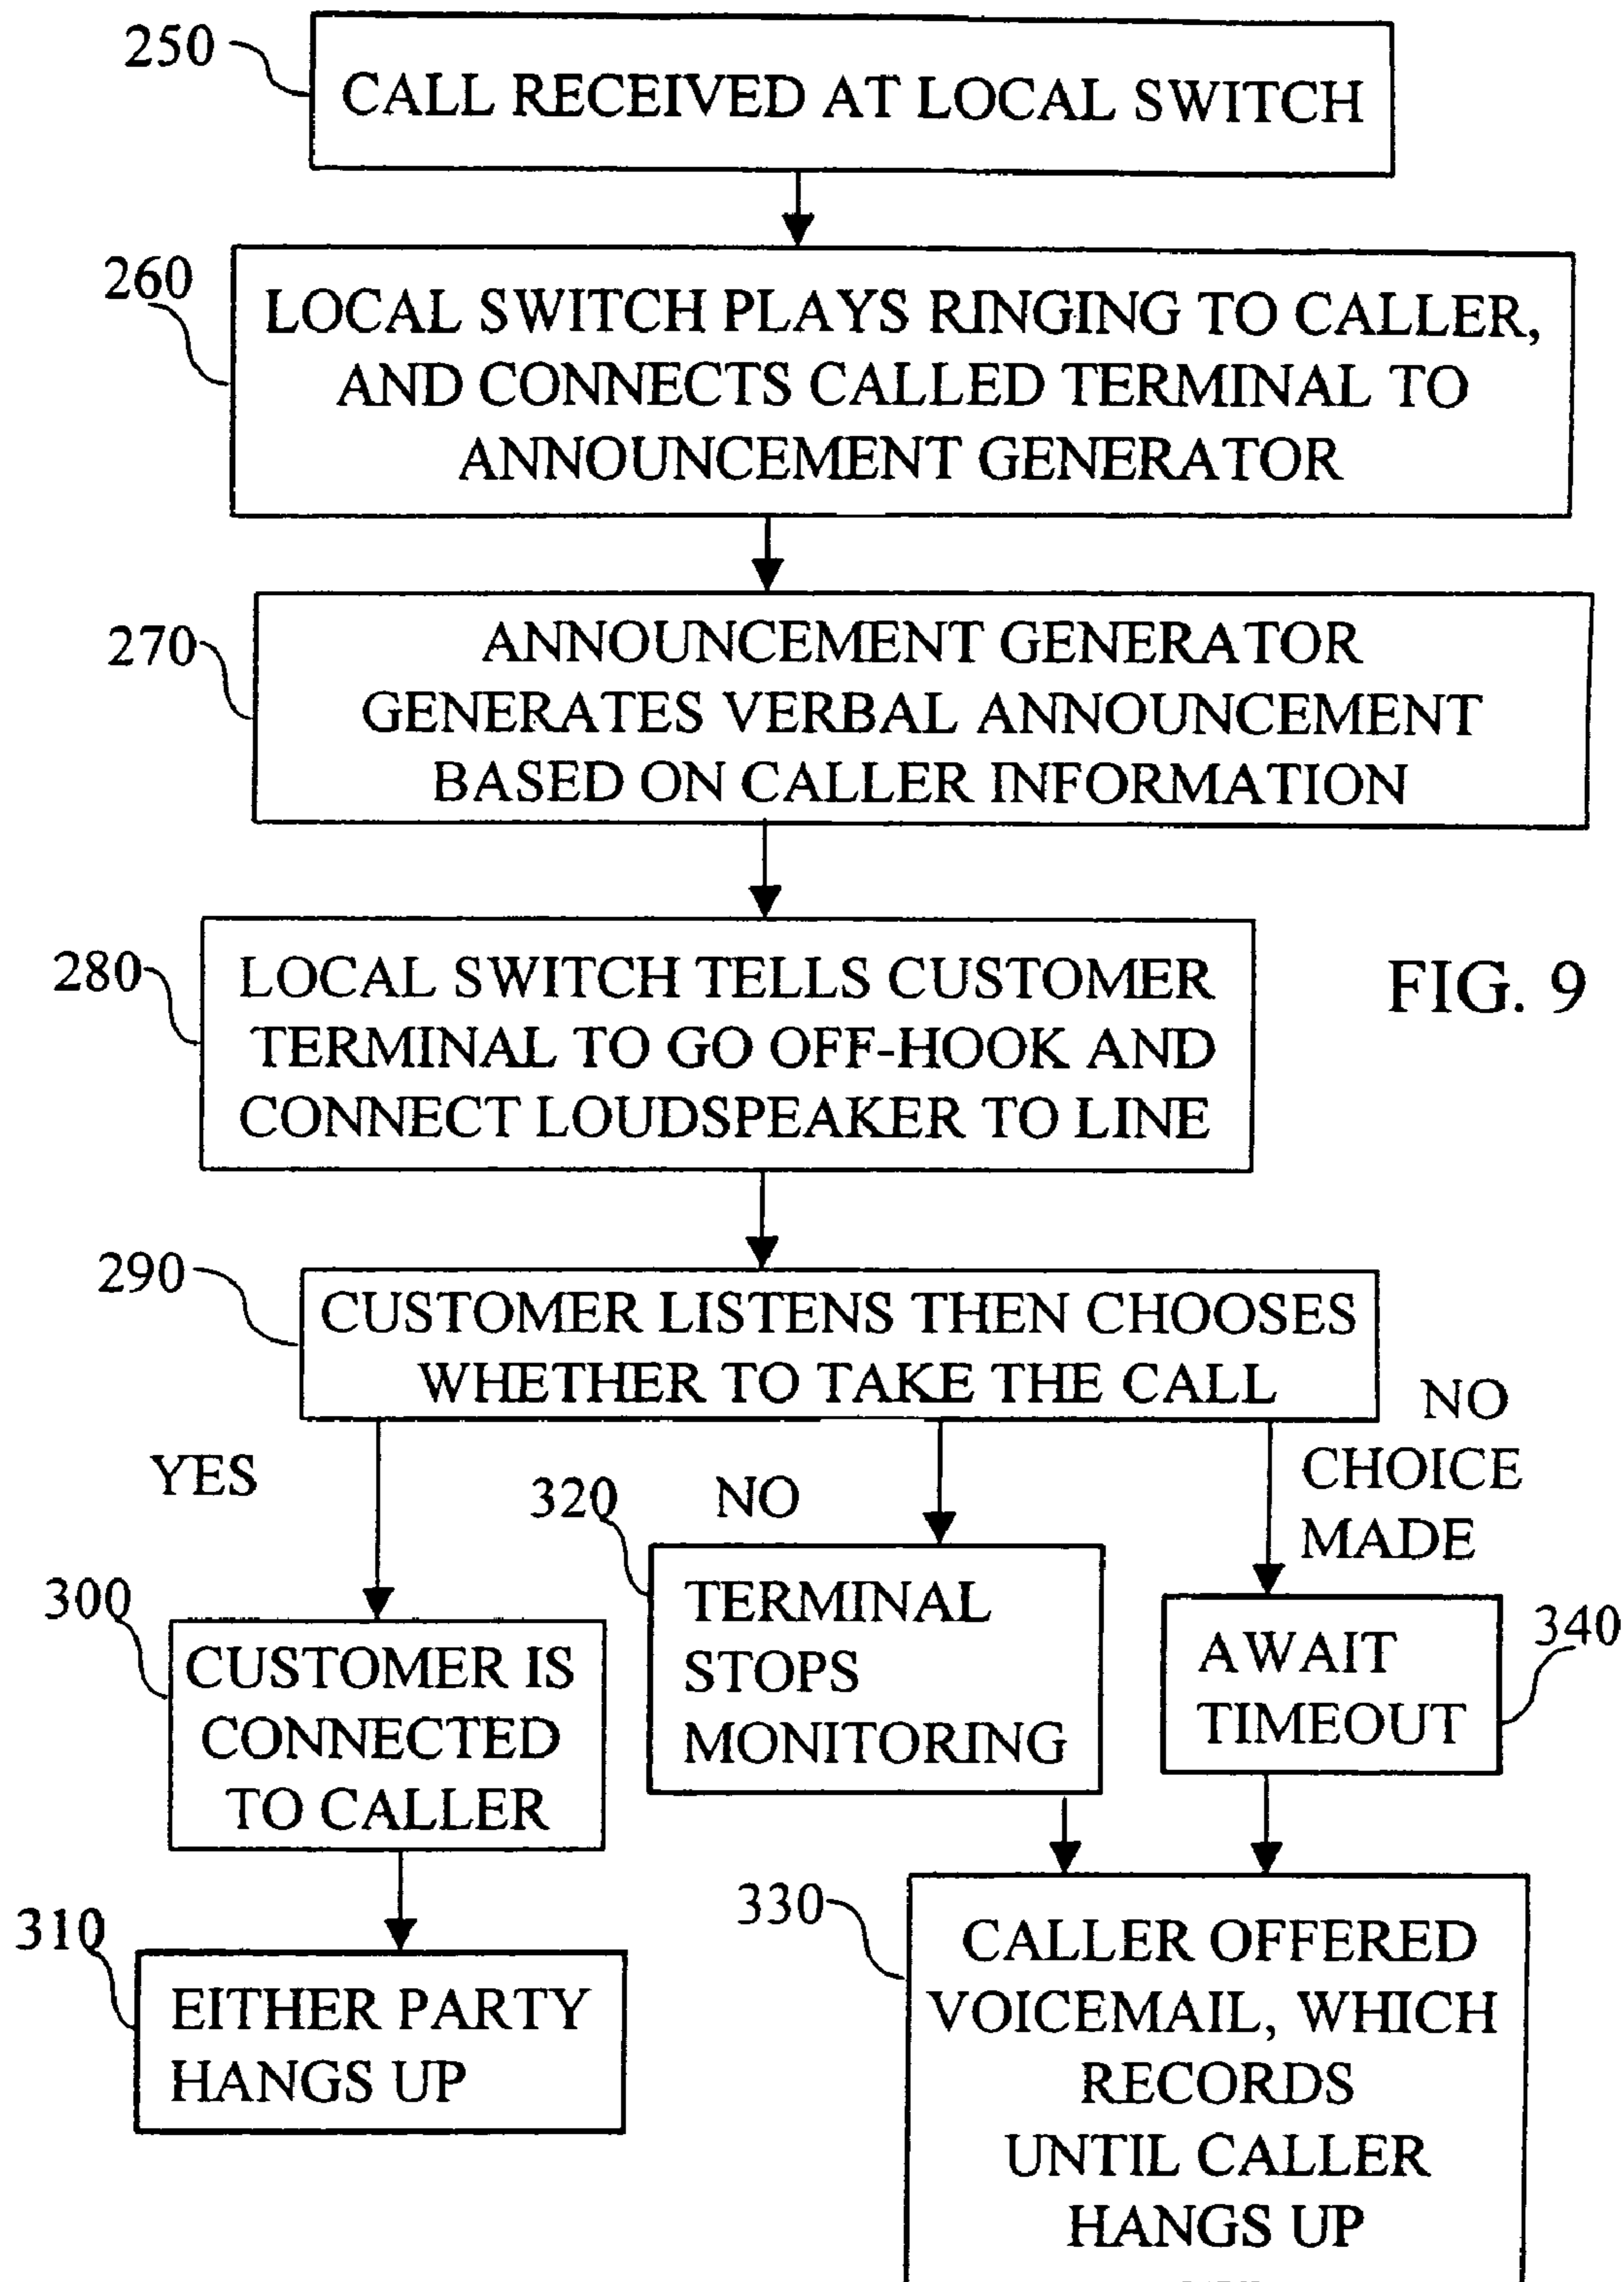 250
CALL RECEIVED AT LOCAL SWITCH
260
LOCAL SWITCH PLAYS RINGING TO CALLER,
AND CONNECTS CALLED TERMINAL TO
ANNOUNCEMENT GENERATOR
270
ANNOUNCEMENT GENERATOR
GENERATES VERBAL ANNOUNCEMENT
BASED ON CALLER INFORMATION
280
LOCAL SWITCH TELLS CUSTOMER
TERMINAL TO GO OFF-HOOK AND
CONNECT LOUDSPEAKER TO LINE
FIG. 9
290
CUSTOMER LISTENS THEN CHOOSES
WHETHER TO TAKE THE CALL
YES
320
NO
NO
CHOICE
MADE
300
CUSTOMER IS
CONNECTED
TO CALLER
TERMINAL
STOPS
MONITORING
AWAIT
TIMEOUT
340
310
EITHER PARTY
HANGS UP
330
CALLER OFFERED
VOICEMAIL, WHICH
RECORDS
UNTIL CALLER
HANGS UP